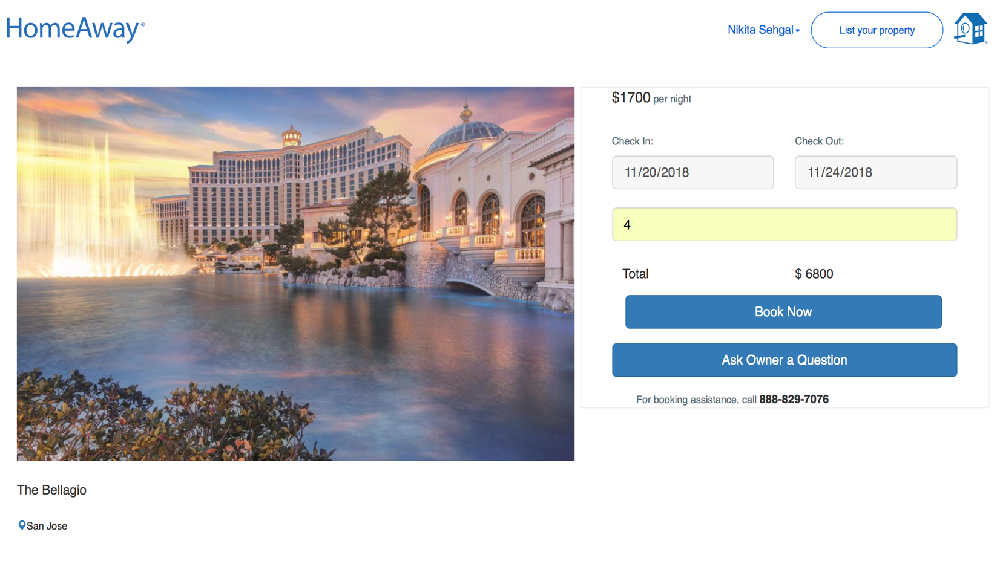 HomeAway®
Nikita Sehgal
List your property
$1700 per night
Check In:
Check Out:
11/20/2018
11/24/2018
4
Total
$ 6800
Book Now
Ask Owner a Question
For booking assistance, call 888-829-7076
The Bellagio
San Jose